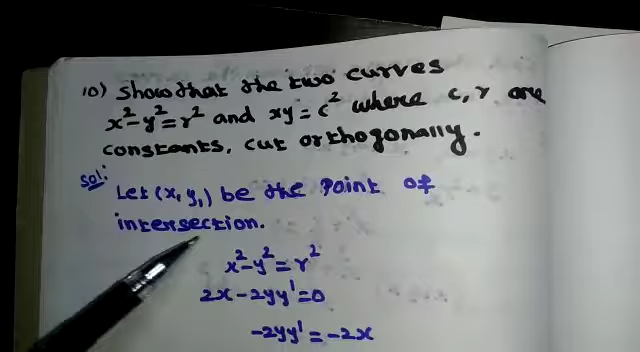 10) Show that the two curves
x²-y²=r² and xy=c² where c, r are
constants, cut orthogonally.
Sol:
Let (x₁ y₁) be the point of
intersection.
x²-y²=r²
2x-2yy'=0
-2yy'=-2x